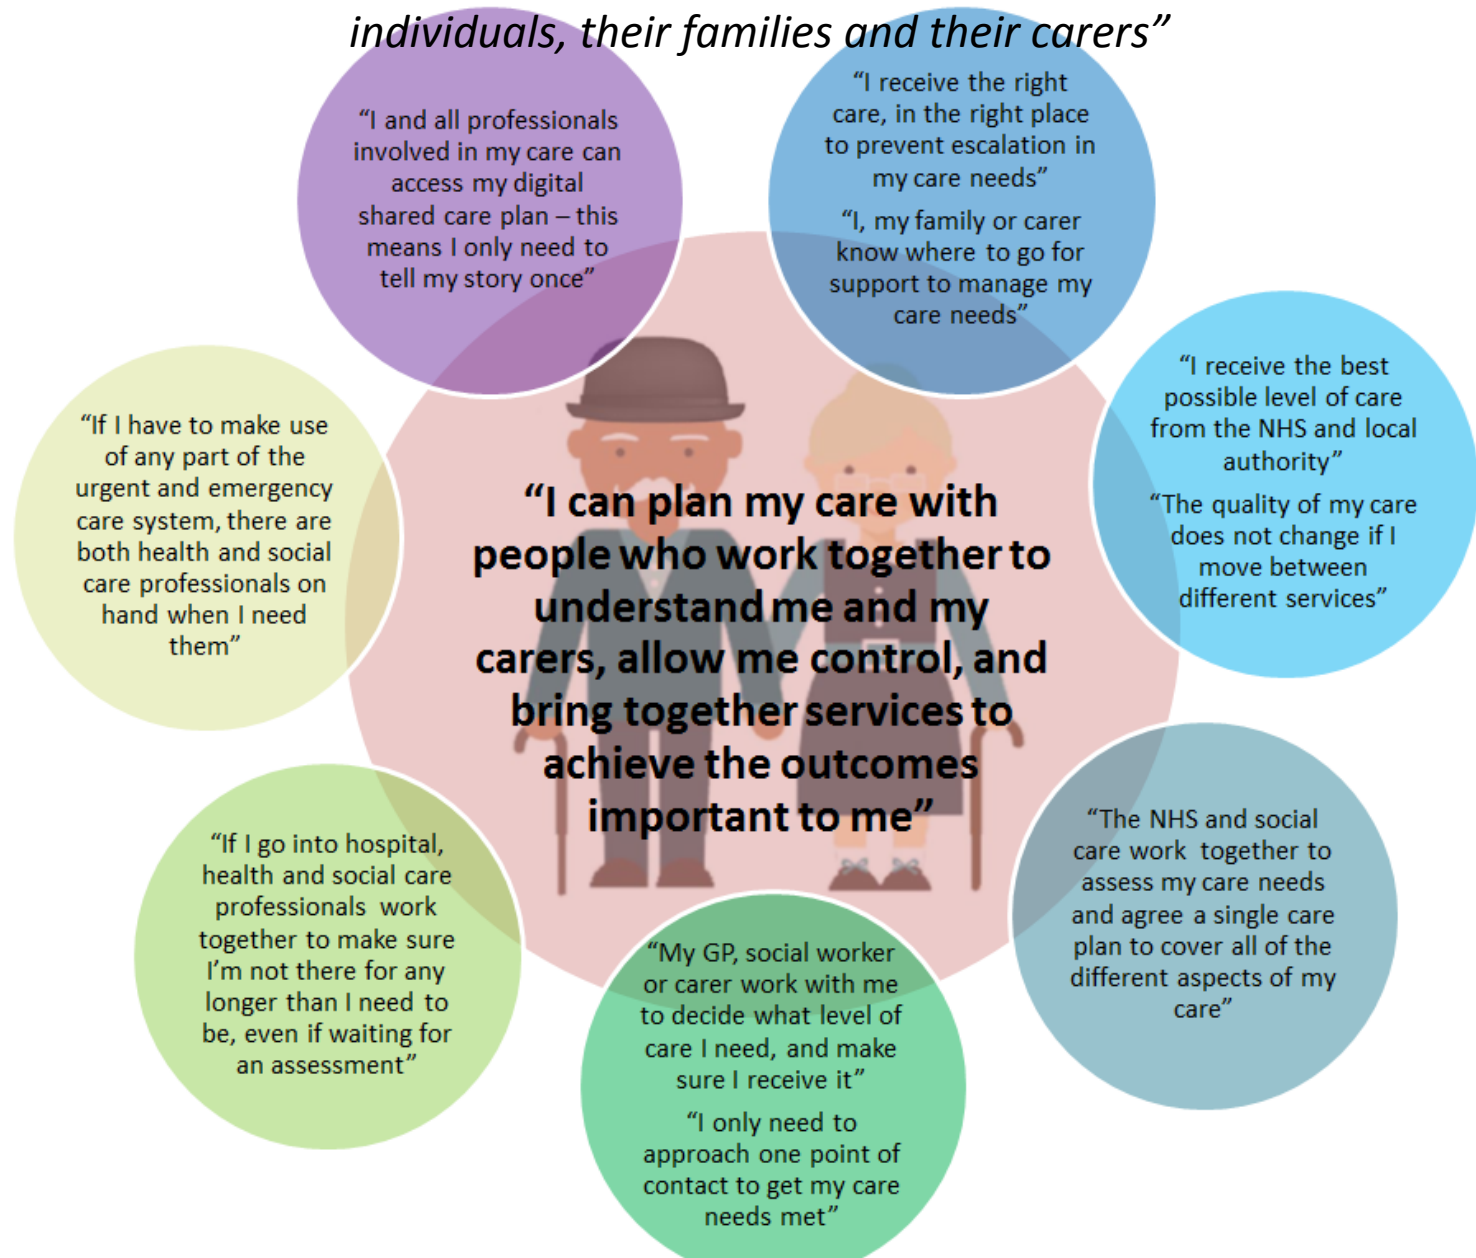 individuals, their families and their carers”
“I and all professionals
involved in my care can
access my digital
shared care plan – this
means I only need to
tell my story once”
“I receive the right
care, in the right place
to prevent escalation in
my care needs”
“I, my family or carer
know where to go for
support to manage my
care needs”
“I receive the best
possible level of care
from the NHS and local
authority”
“The quality of my care
does not change if I
move between
different services”
“If I have to make use
of any part of the
urgent and emergency
care system, there are
both health and social
care professionals on
hand when I need
them”
“I can plan my care with
people who work together to
understand me and my
carers, allow me control, and
bring together services to
achieve the outcomes
important to me”
“The NHS and social
care work together to
assess my care needs
and agree a single care
plan to cover all of the
different aspects of my
care”
“If I go into hospital,
health and social care
professionals work
together to make sure
I’m not there for any
longer than I need to
be, even if waiting for
an assessment”
“My GP, social worker
or carer work with me
to decide what level of
care I need, and make
sure I receive it”
“I only need to
approach one point of
contact to get my care
needs met”